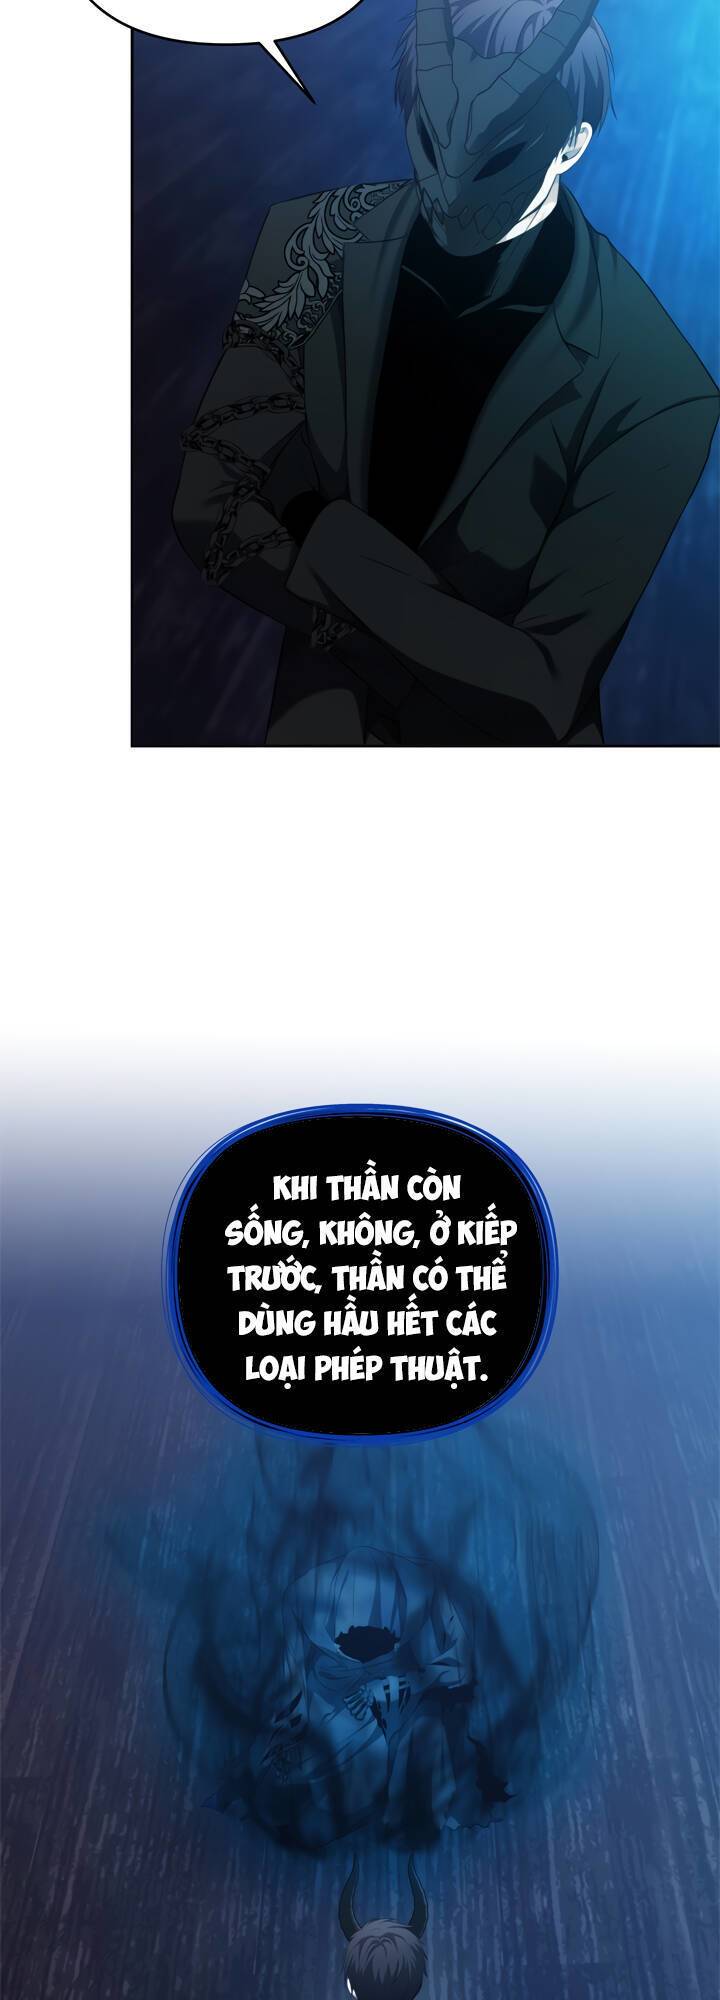 KHI THẦN CÒN
SỐNG, KHÔNG, Ở KIẾP
TRƯỚC, THẦN CÓ THỂ
DÙNG HẦU HẾT CÁC
LOẠI PHÉP THUẬT.